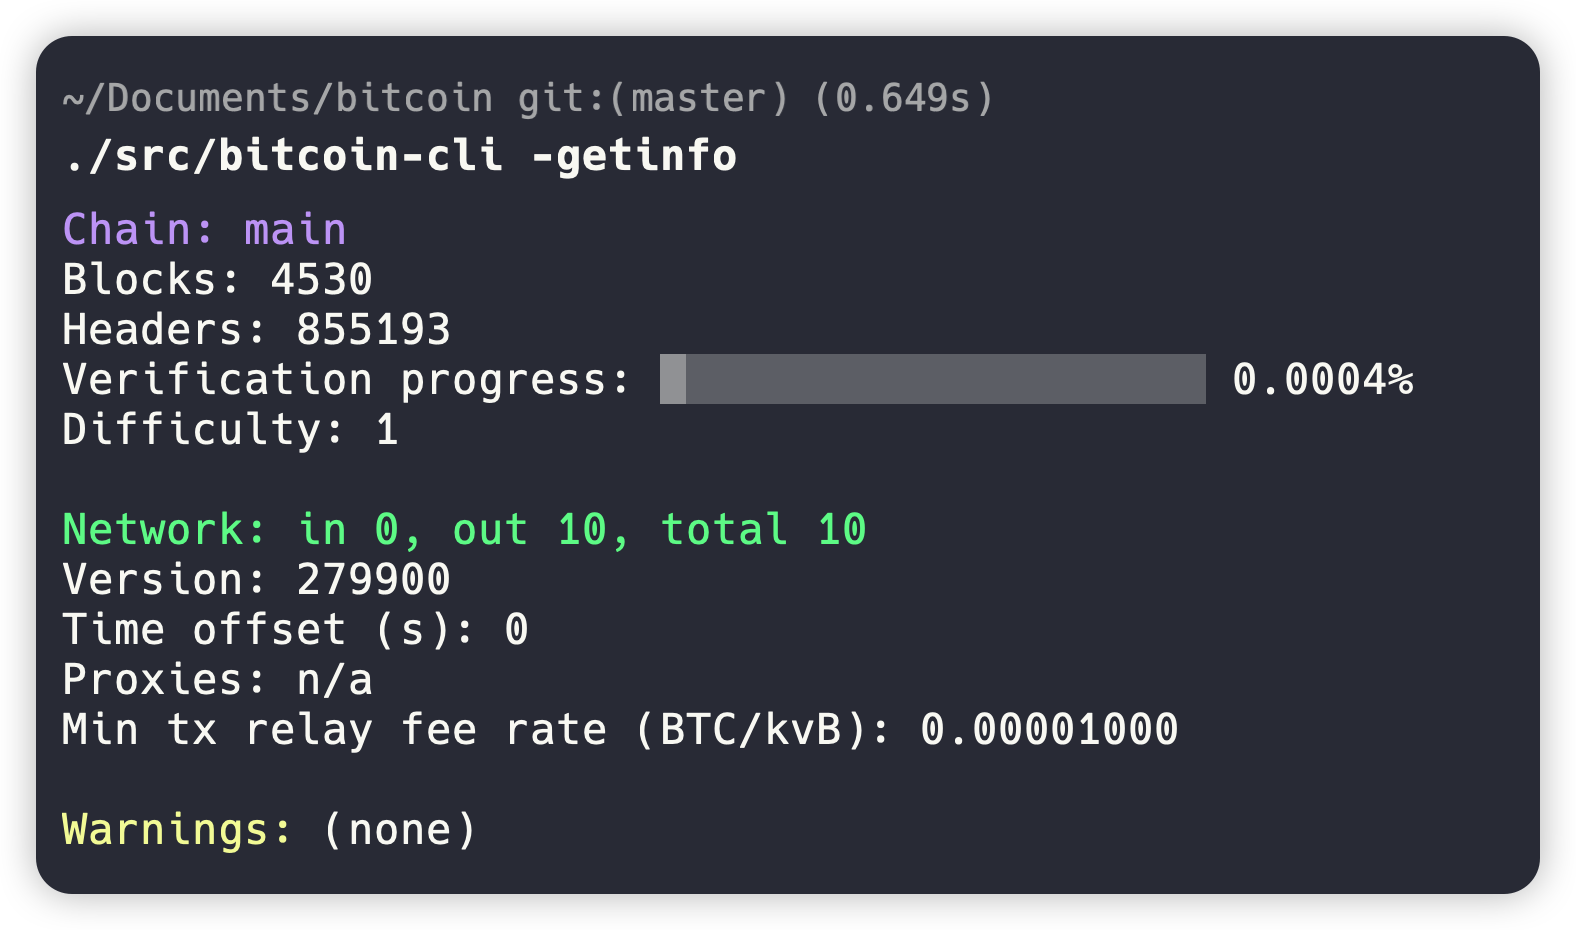 ~/Documents/bitcoin git:(master) (0.649s)
./src/bitcoin-cli -getinfo
Chain: main
Blocks: 4530
Headers: 855193
Verification progress: 0.0004%
Difficulty: 1
Network: in 0, out 10, total 10
Version: 279900
Time offset (s): 0
Proxies: n/a
Min tx relay fee rate (BTC/kvB): 0.00001000
Warnings: (none)